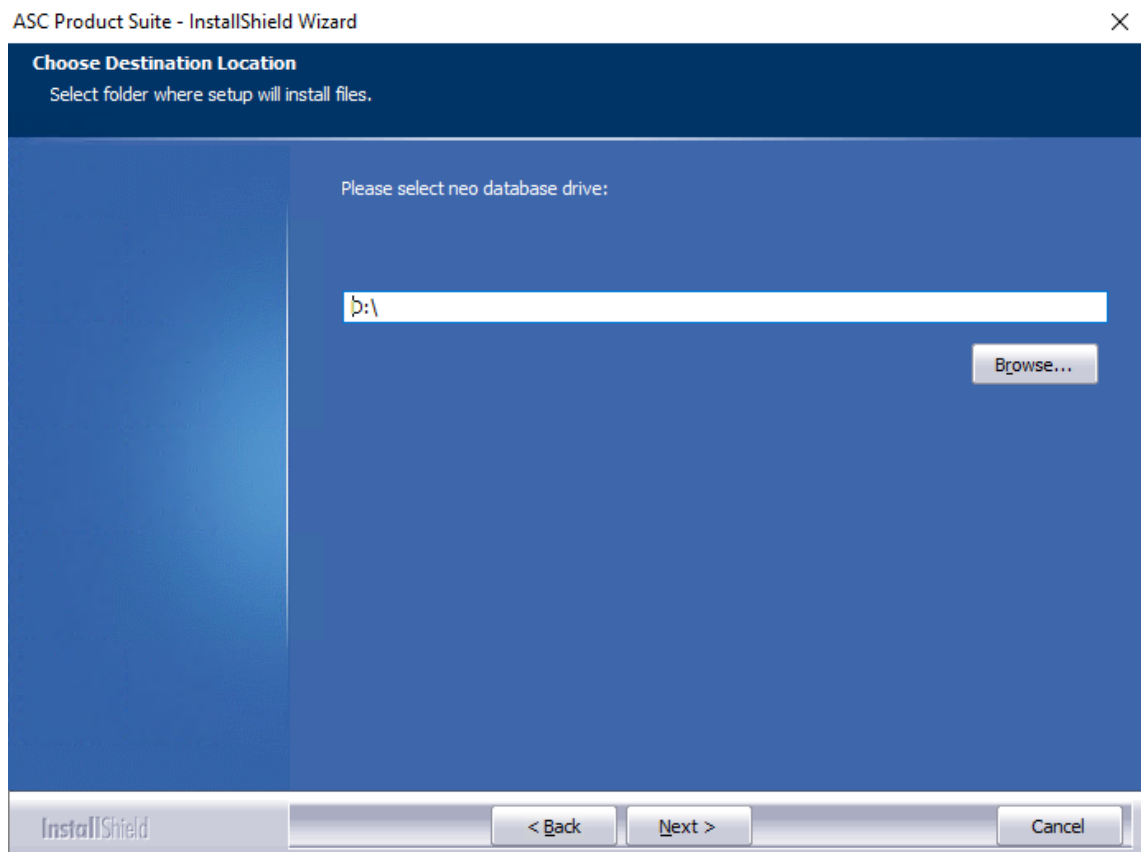 ASC Product Suite - InstallShield Wizard
Choose Destination Location
Select folder where setup will install files.
Please select neo database drive:
D:\
Browse...
InstallShield
< Back
Next >
Cancel